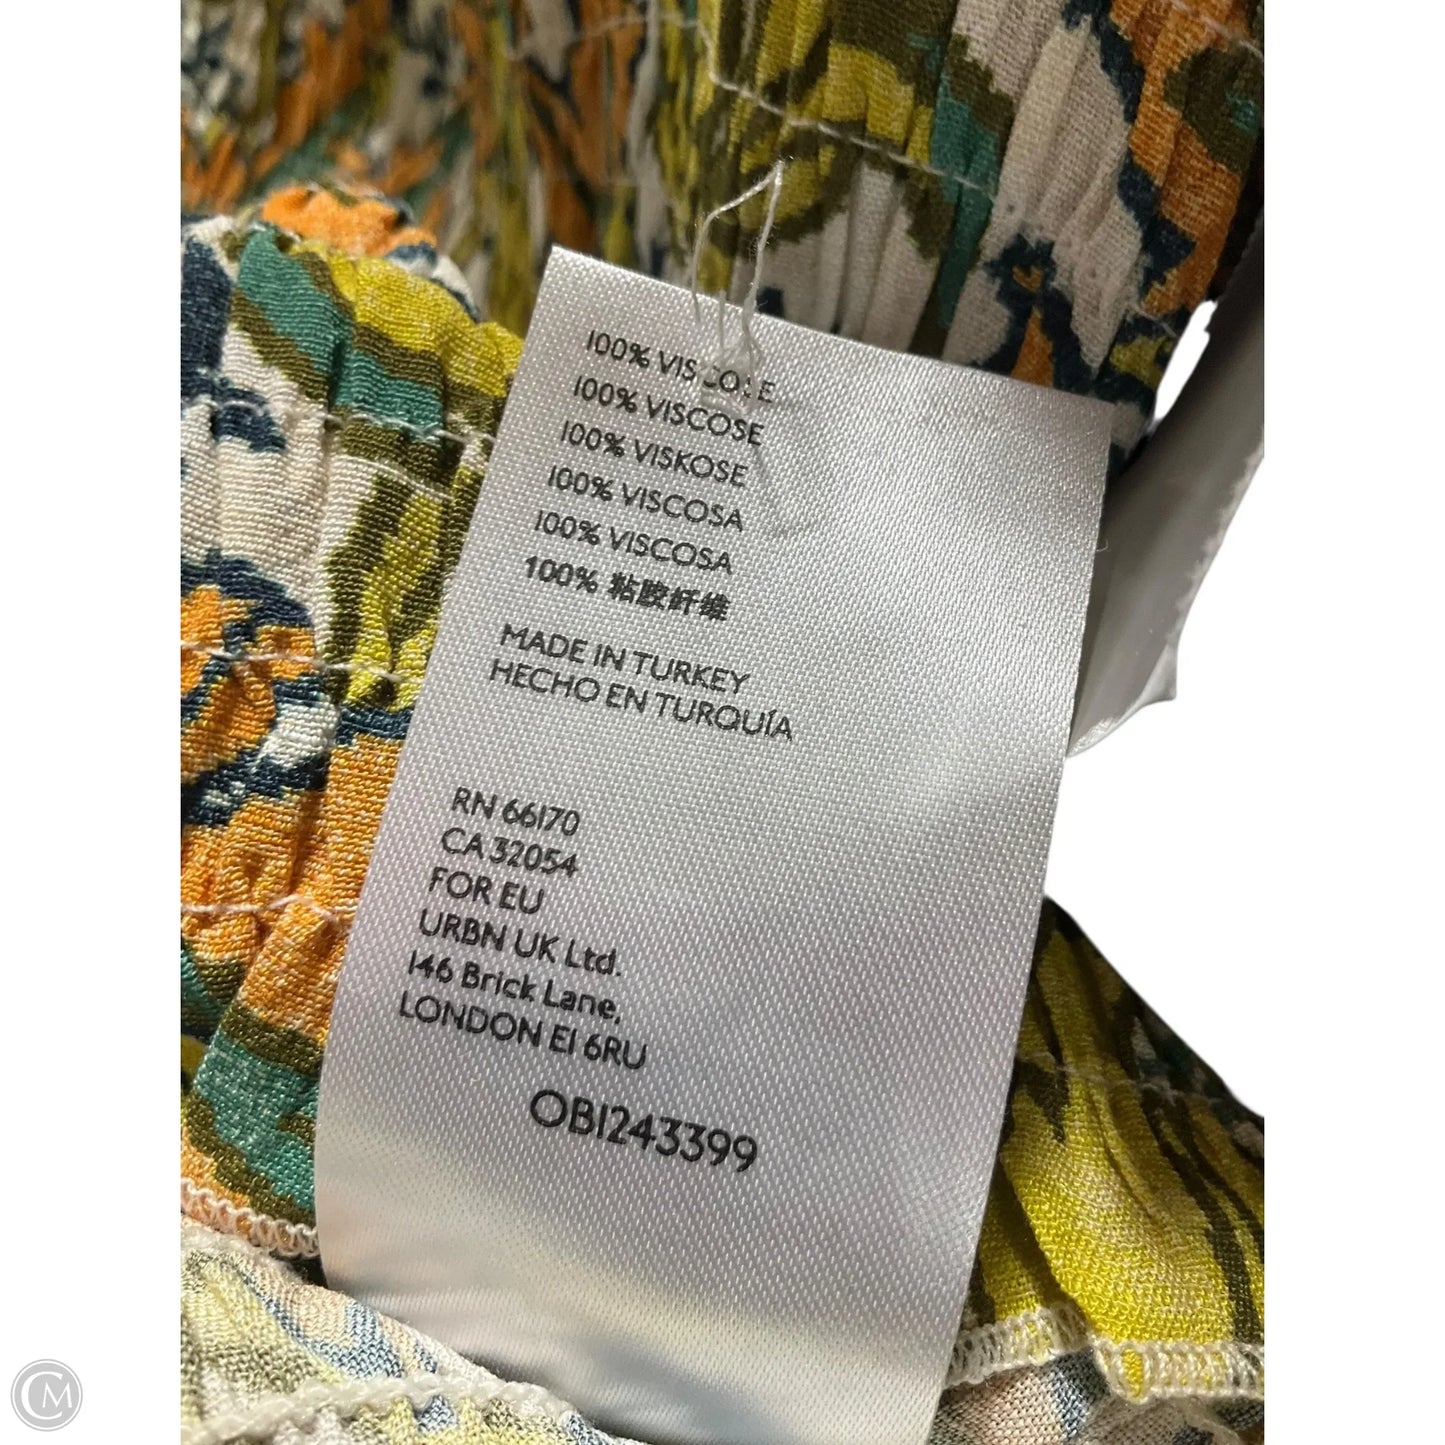 100% VISCOSE
100% VISCOSE
100% VISKOSE
100% VISCOSA
100% VISCOSA
100% 粘胶纤维
MADE IN TURKEY
HECHO EN TURQUÍA
RN 66170
CA 32054
FOR EU
URBN UK Ltd.
146 Brick Lane,
LONDON E1 6RU
OB1243399
CM